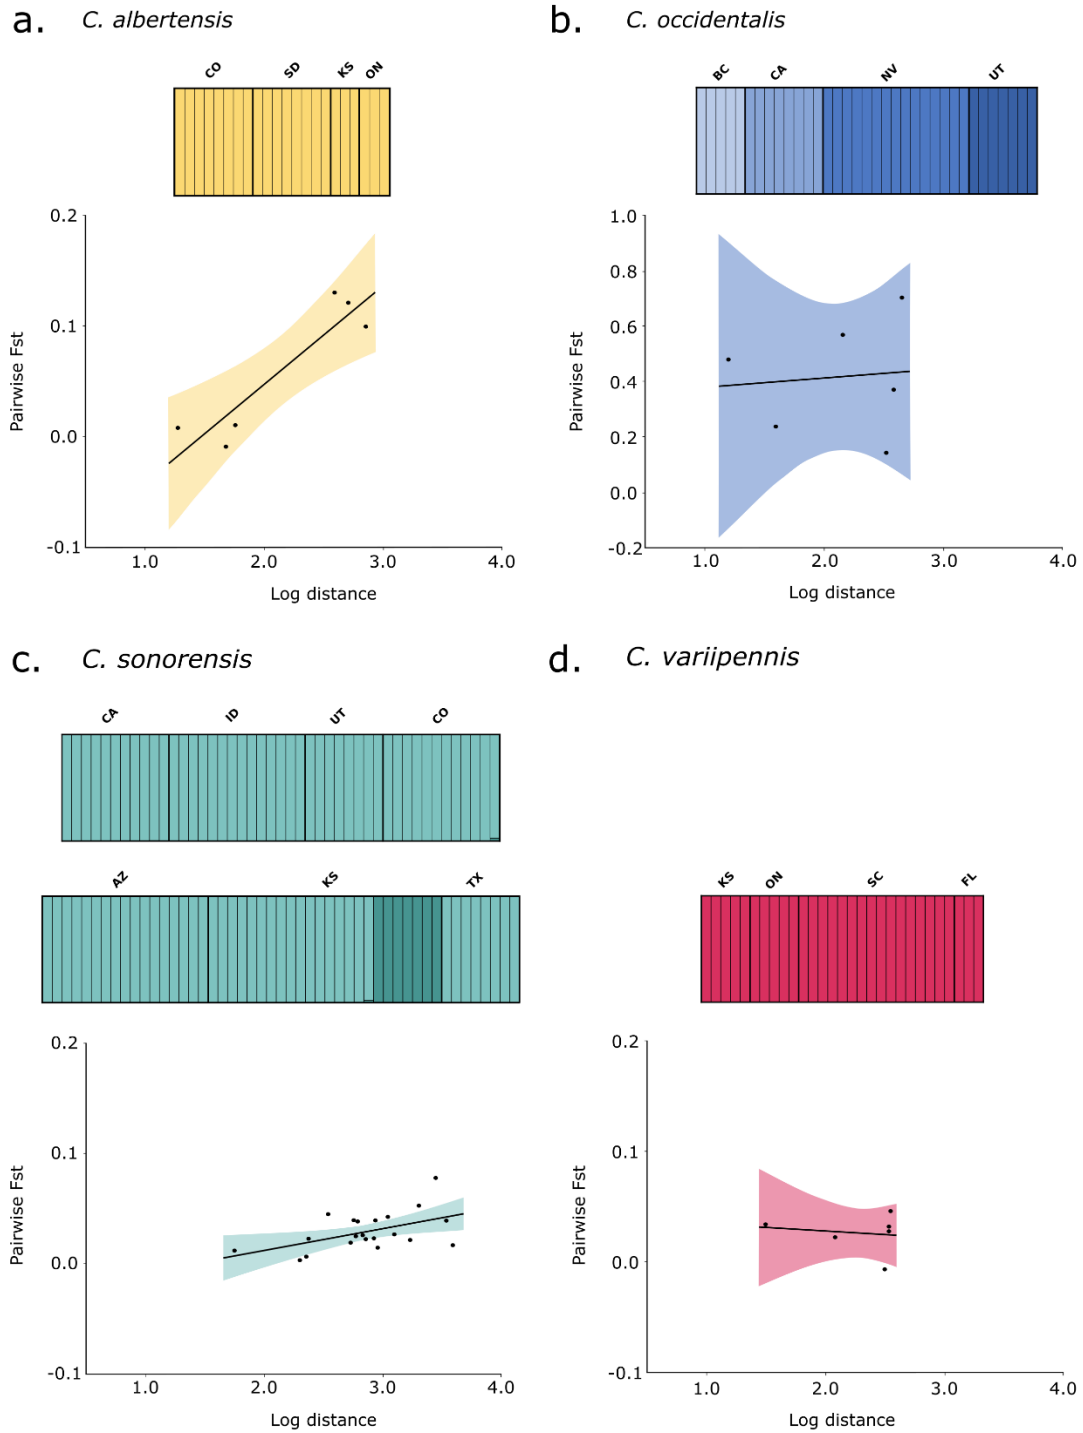 a. C. albertensis
CO SD KS ON
0.2
0.1
0.0
-0.1
Pairwise Fst
1.0 2.0 3.0 4.0
Log distance
b. C. occidentalis
BC CA NV UT
1.0
0.8
0.6
0.4
0.2
0.0
-0.2
Pairwise Fst
1.0 2.0 3.0 4.0
Log distance
c. C. sonorensis
CA ID UT CO
AZ KS TX
0.2
0.1
0.0
-0.1
Pairwise Fst
1.0 2.0 3.0 4.0
Log distance
d. C. variipennis
KS ON SC FL
0.2
0.1
0.0
-0.1
Pairwise Fst
1.0 2.0 3.0 4.0
Log distance